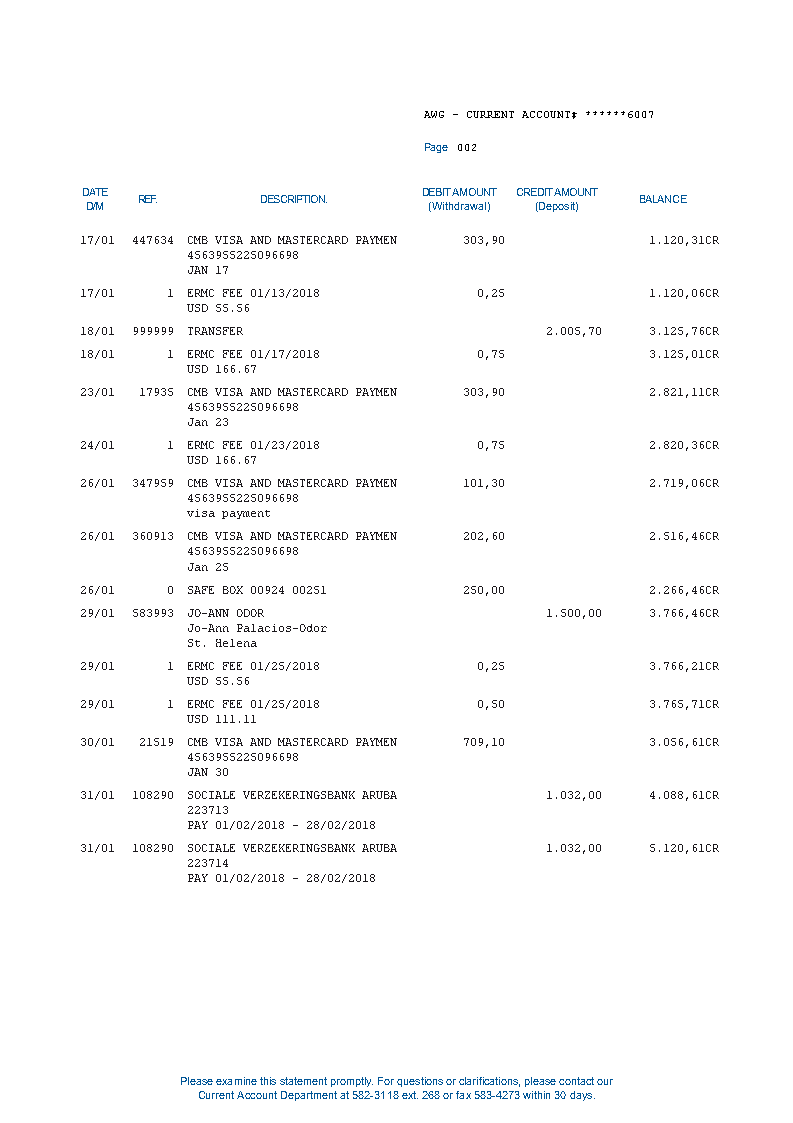 AWG - CURRENT ACCOUNT# ******6007
Page 002
DATE D/M REF. DESCRIPTION. DEBIT AMOUNT (Withdrawal) CREDIT AMOUNT (Deposit) BALANCE
17/01 447634 CMB VISA AND MASTERCARD PAYMEN 303,90 1.120,31CR
4563955225096698
JAN 17
17/01 1 ERMC FEE 01/13/2018 0,25 1.120,06CR
USD 55.56
18/01 999999 TRANSFER 2.005,70 3.125,76CR
18/01 1 ERMC FEE 01/17/2018 0,75 3.125,01CR
USD 166.67
23/01 17935 CMB VISA AND MASTERCARD PAYMEN 303,90 2.821,11CR
4563955225096698
Jan 23
24/01 1 ERMC FEE 01/23/2018 0,75 2.820,36CR
USD 166.67
26/01 347959 CMB VISA AND MASTERCARD PAYMEN 101,30 2.719,06CR
4563955225096698
visa payment
26/01 360913 CMB VISA AND MASTERCARD PAYMEN 202,60 2.516,46CR
4563955225096698
Jan 25
26/01 0 SAFE BOX 00924 00251 250,00 2.266,46CR
29/01 583993 JO-ANN ODOR 1.500,00 3.766,46CR
Jo-Ann Palacios-Odor
St. Helena
29/01 1 ERMC FEE 01/25/2018 0,25 3.766,21CR
USD 55.56
29/01 1 ERMC FEE 01/25/2018 0,50 3.765,71CR
USD 111.11
30/01 21519 CMB VISA AND MASTERCARD PAYMEN 709,10 3.056,61CR
4563955225096698
JAN 30
31/01 108290 SOCIALE VERZEKERINGSBANK ARUBA 1.032,00 4.088,61CR
223713
PAY 01/02/2018 - 28/02/2018
31/01 108290 SOCIALE VERZEKERINGSBANK ARUBA 1.032,00 5.120,61CR
223714
PAY 01/02/2018 - 28/02/2018
Please examine this statement promptly. For questions or clarifications, please contact our
Current Account Department at 582-3118 ext. 268 or fax 583-4273 within 30 days.